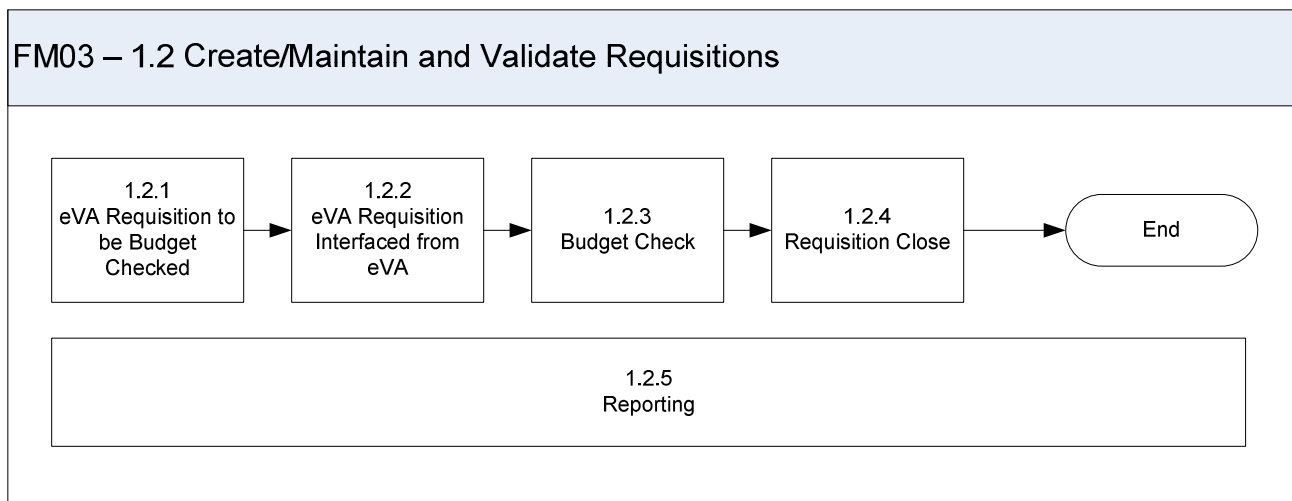 FM03 – 1.2 Create/Maintain and Validate Requisitions
1.2.1
eVA Requisition to
be Budget
Checked
1.2.2
eVA Requisition
Interfaced from
eVA
1.2.3
Budget Check
1.2.4
Requisition Close
End
1.2.5
Reporting